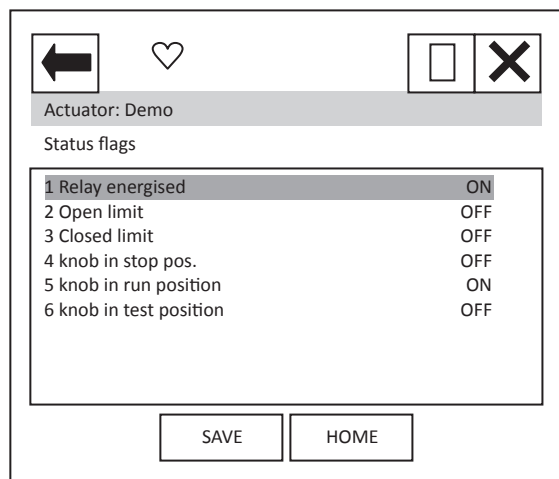 Actuator: Demo
Status flags
1 Relay energised ON
2 Open limit OFF
3 Closed limit OFF
4 knob in stop pos. OFF
5 knob in run position ON
6 knob in test position OFF
SAVE HOME